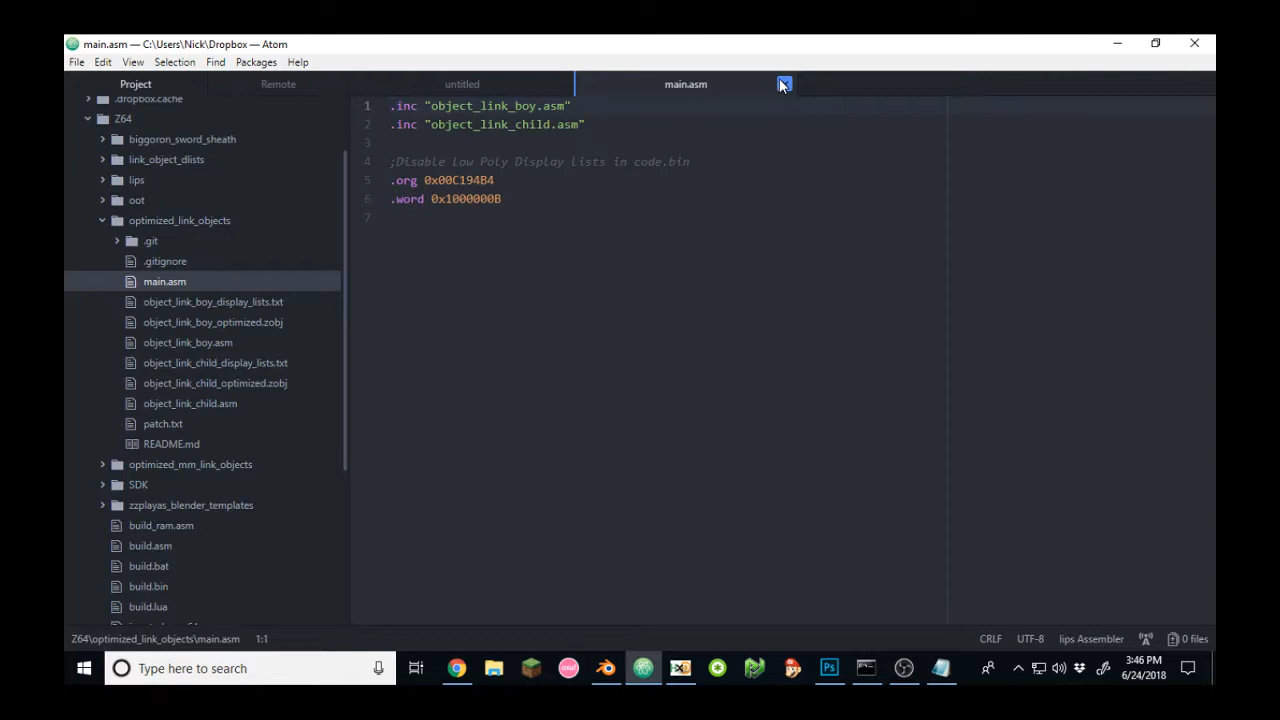 main.asm — C:\Users\Nick\Dropbox — Atom
File Edit View Selection Find Packages Help
Project Remote untitled main.asm
.dropbox.cache
Z64
biggoron_sword_sheath
link_object_dlists
lips
oot
optimized_link_objects
.git
.gitignore
main.asm
object_link_boy_display_lists.txt
object_link_boy_optimized.zobj
object_link_boy.asm
object_link_child_display_lists.txt
object_link_child_optimized.zobj
object_link_child.asm
patch.txt
README.md
optimized_mm_link_objects
SDK
zzplayas_blender_templates
build_ram.asm
build.asm
build.bat
build.bin
build.lua
1 .inc "object_link_boy.asm"
2 .inc "object_link_child.asm"
3
4 ;Disable Low Poly Display Lists in code.bin
5 .org 0x00C194B4
6 .word 0x1000000B
7
Z64\optimized_link_objects\main.asm 1:1 CRLF UTF-8 lips Assembler 0 files
Type here to search
osu!
Ps
3:46 PM
6/24/2018